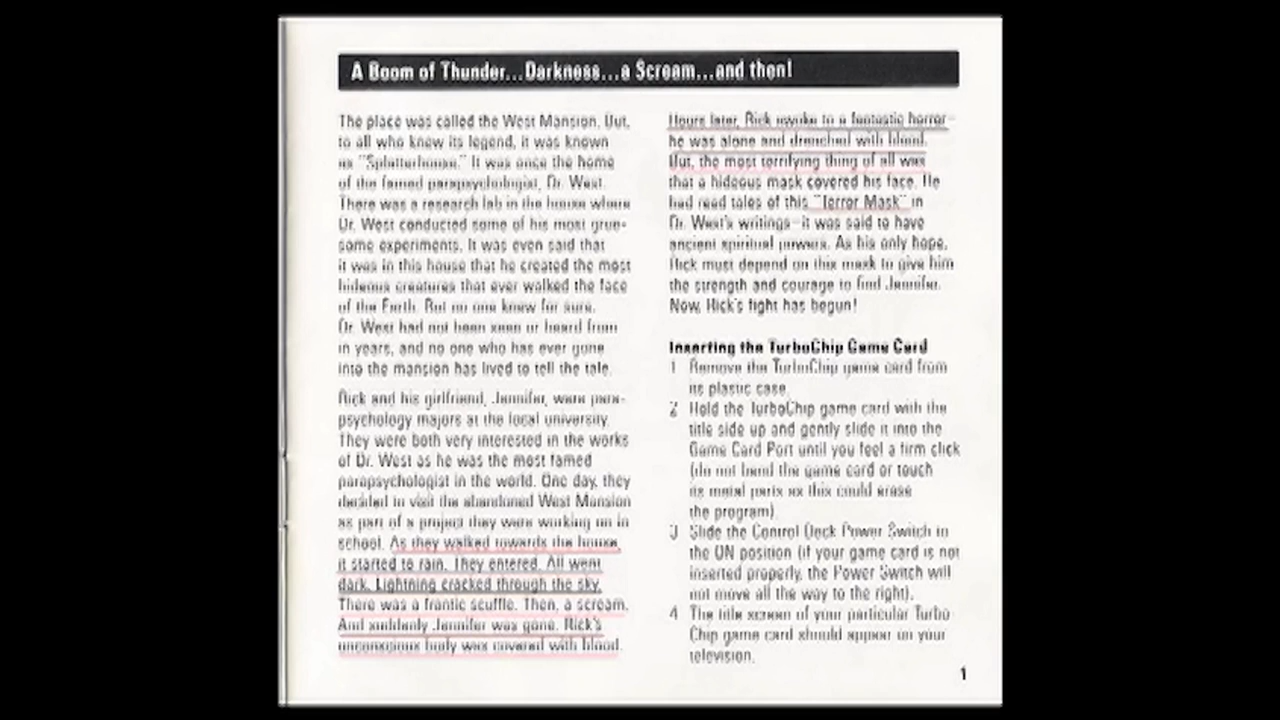 A Boom of Thunder...Darkness...a Scream...and then!
The place was called the West Mansion. But,
to all who knew its legend, it was known
as "Splatterhouse." It was once the home
of the famed parapsychologist, Dr. West.
There was a research lab in the house where
Dr. West conducted some of his most grue-
some experiments. It was even said that
it was in this house that he created the most
hideous creatures that ever walked the face
of the Earth. But no one knew for sure.
Dr. West had not been seen or heard from
in years, and no one who has ever gone
into the mansion has lived to tell the tale.
Rick and his girlfriend, Jennifer, were para-
psychology majors at the local university.
They were both very interested in the works
of Dr. West as he was the most famed
parapsychologist in the world. One day, they
decided to visit the abandoned West Mansion
as part of a project they were working on in
school. As they walked towards the house,
it started to rain. They entered. All went
dark. Lightning cracked through the sky.
There was a frantic scuffle. Then, a scream.
And suddenly Jennifer was gone. Rick's
unconscious body was covered with blood.
Hours later, Rick awoke to a fantastic horror—
he was alone and drenched with blood.
But, the most terrifying thing of all was
that a hideous mask covered his face. He
had read tales of this "Terror Mask" in
Dr. West's writings—it was said to have
ancient spiritual powers. As his only hope,
Rick must depend on this mask to give him
the strength and courage to find Jennifer.
Now, Rick's fight has begun!
Inserting the TurboChip Game Card
1 Remove the TurboChip game card from
its plastic case.
2 Hold the TurboChip game card with the
title side up and gently slide it into the
Game Card Port until you feel a firm click
(do not bend the game card or touch
its metal parts as this could erase
the program).
3 Slide the Control Deck Power Switch to
the ON position (if your game card is not
inserted properly, the Power Switch will
not move all the way to the right).
4 The title screen of your particular Turbo-
Chip game card should appear on your
television.
1